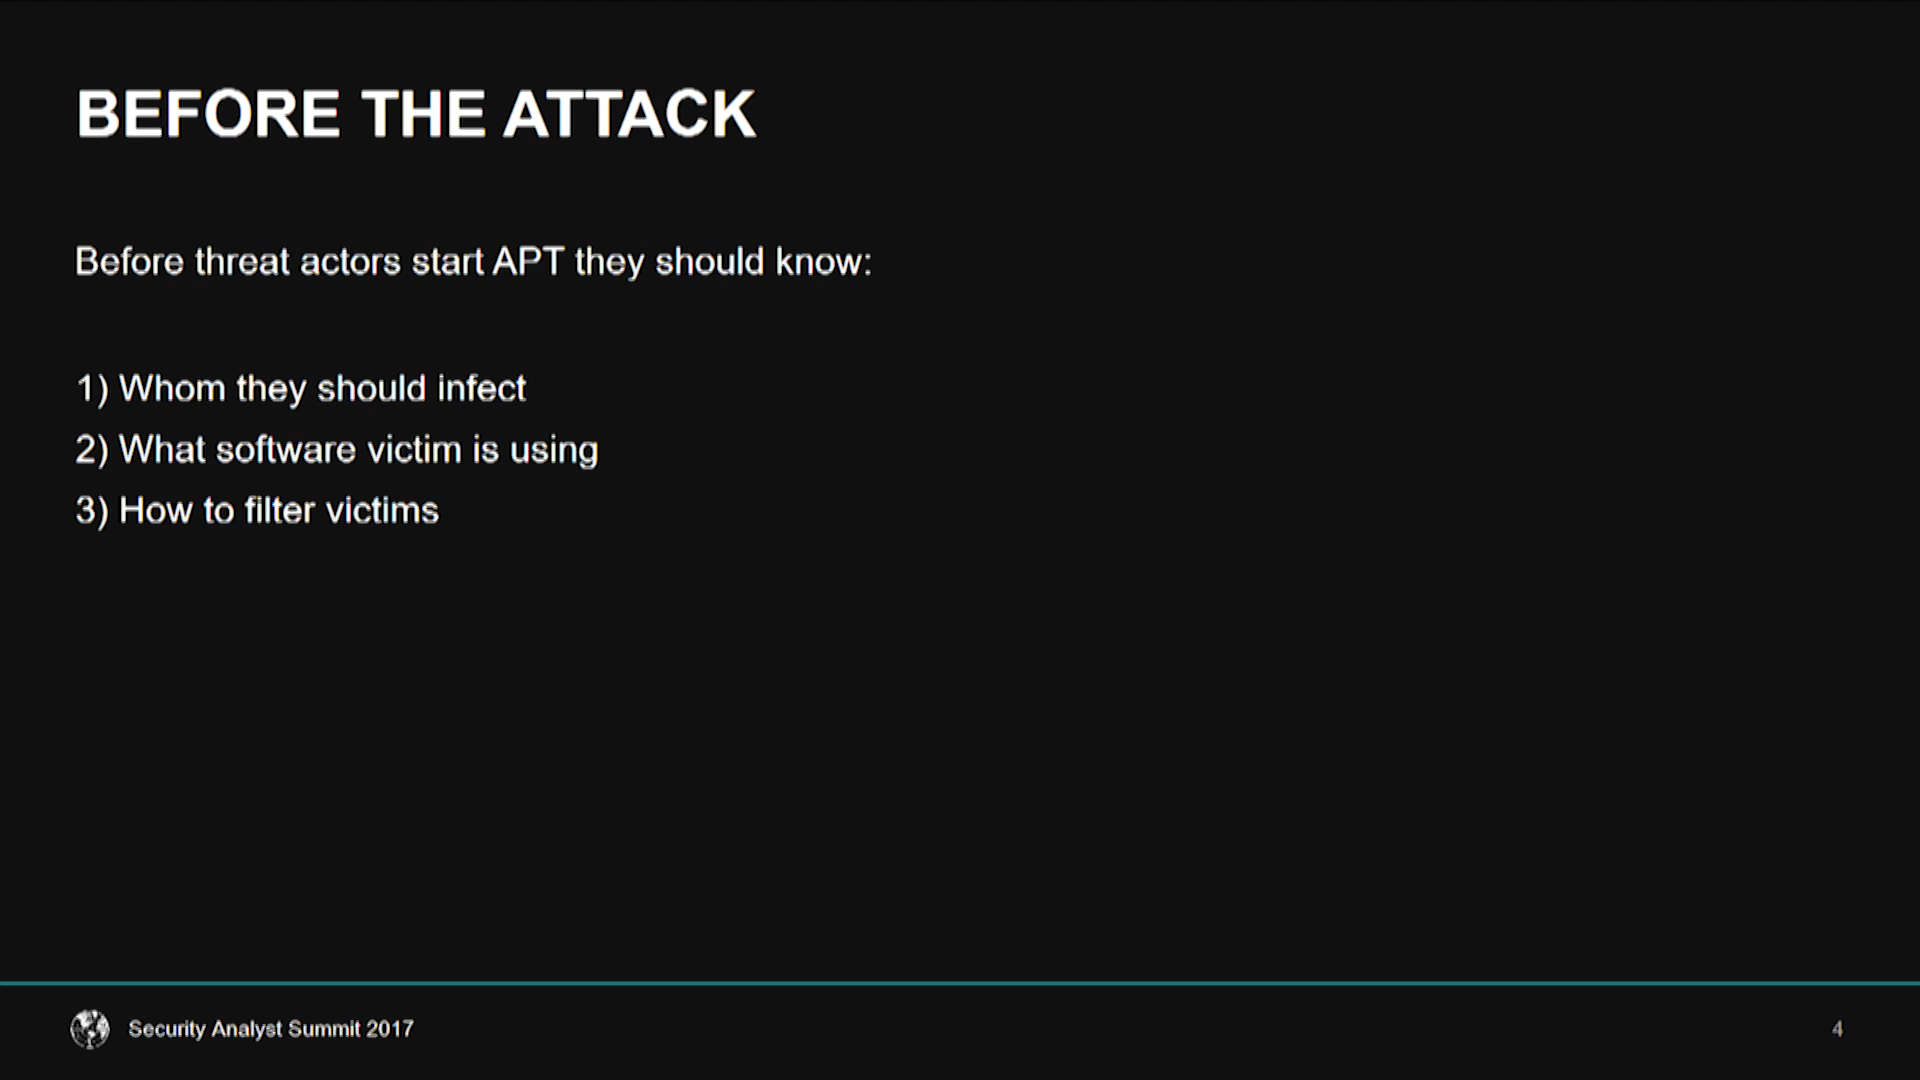 BEFORE THE ATTACK
Before threat actors start APT they should know:
1) Whom they should infect
2) What software victim is using
3) How to filter victims
Security Analyst Summit 2017
4